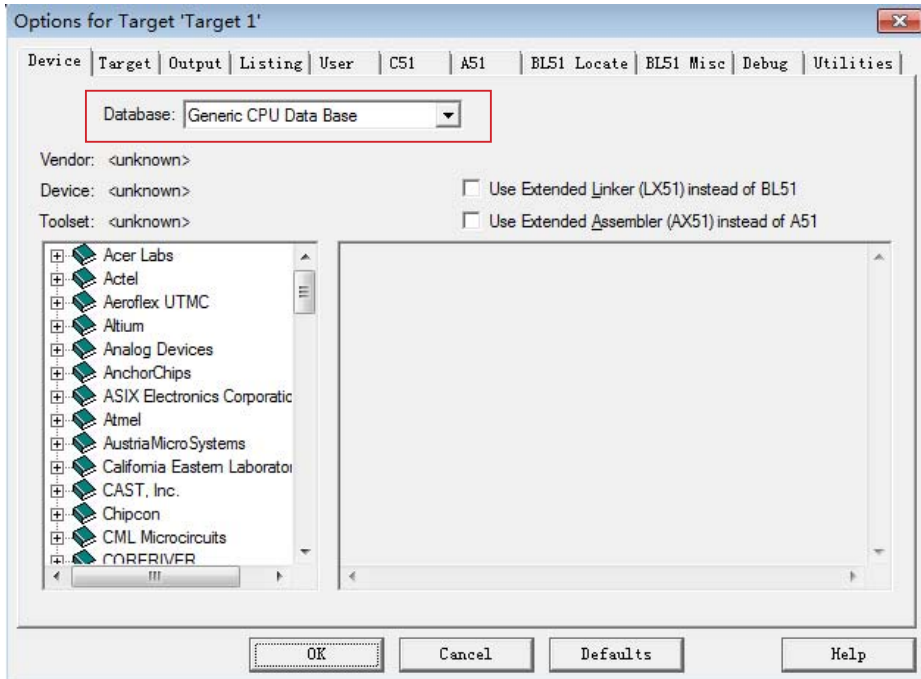 Options for Target 'Target 1'
Device Target Output Listing User C51 A51 BL51 Locate BL51 Misc Debug Utilities
Database: Generic CPU Data Base
Vendor: <unknown>
Device: <unknown>
Use Extended Linker (LX51) instead of BL51
Toolset: <unknown>
Use Extended Assembler (AX51) instead of A51
Acer Labs
Actel
Aeroflex UTMC
Altium
Analog Devices
AnchorChips
ASIX Electronics Corporatic
Atmel
AustriaMicroSystems
California Eastern Laborator
CAST, Inc.
Chipcon
CML Microcircuits
CORERIVER
OK Cancel Defaults Help